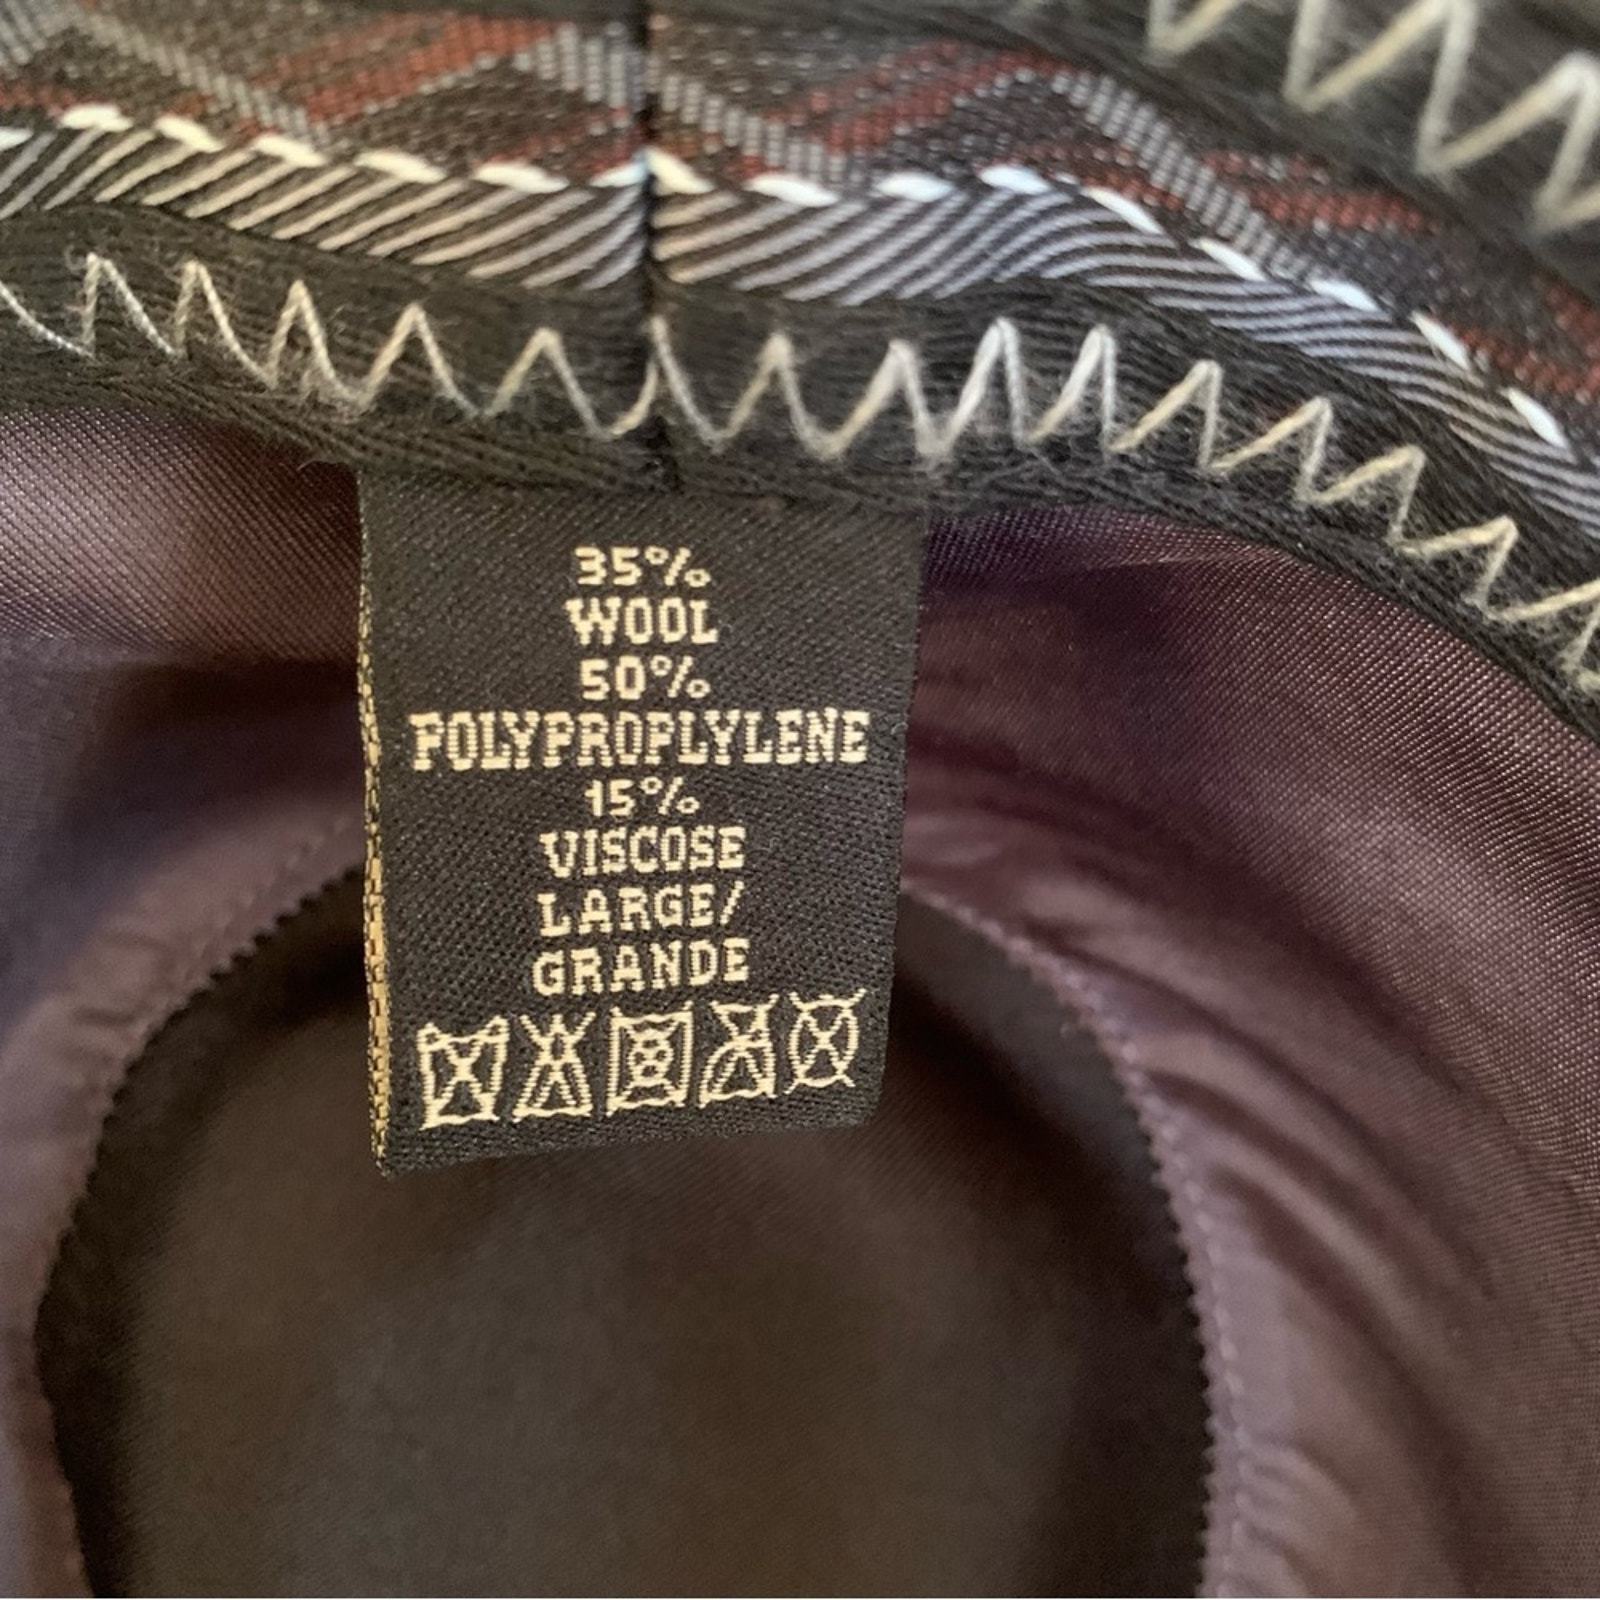 35%
WOOL
50%
POLYPROPLYLENE
15%
VISCOSE
LARGE/
GRANDE